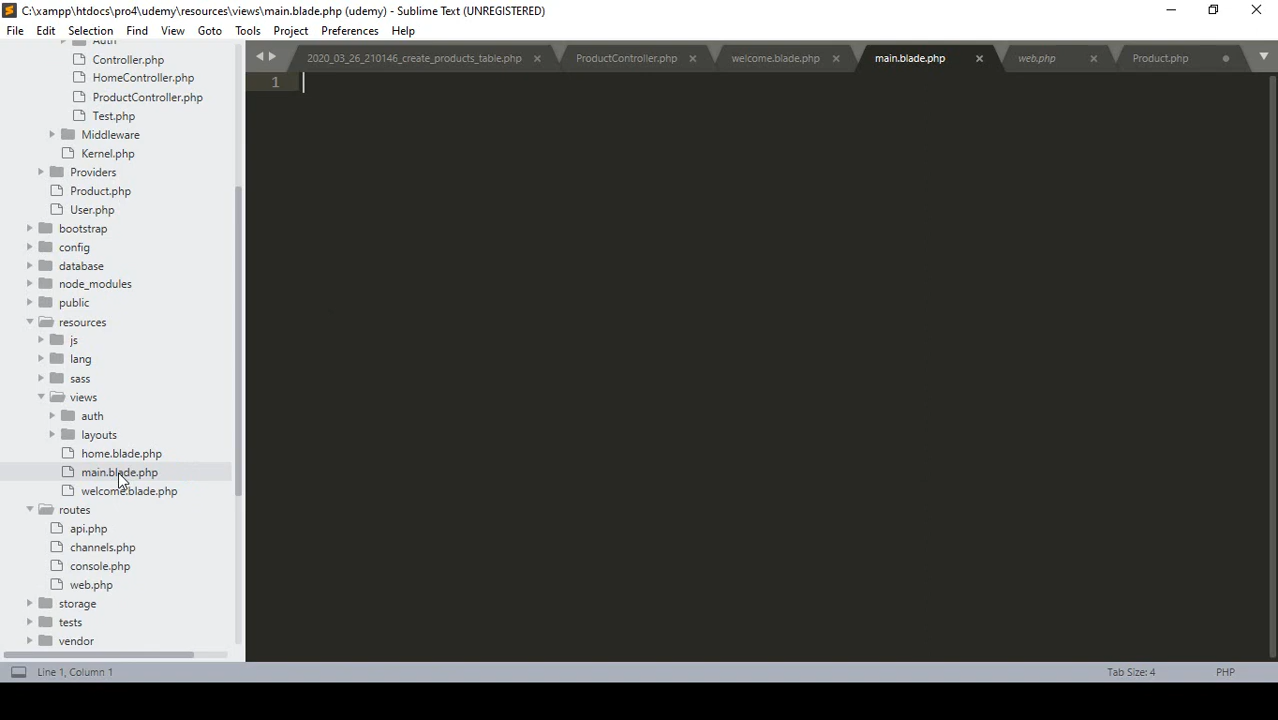 C:\xampp\htdocs\pro4\udemy\resources\views\main.blade.php (udemy) - Sublime Text (UNREGISTERED)
File Edit Selection Find View Goto Tools Project Preferences Help
2020_03_26_210146_create_products_table.php ProductController.php welcome.blade.php main.blade.php web.php Product.php
1
Auth
Controller.php
HomeController.php
ProductController.php
Test.php
Middleware
Kernel.php
Providers
Product.php
User.php
bootstrap
config
database
node_modules
public
resources
js
lang
sass
views
auth
layouts
home.blade.php
main.blade.php
welcome.blade.php
routes
api.php
channels.php
console.php
web.php
storage
tests
vendor
Line 1, Column 1 Tab Size: 4 PHP